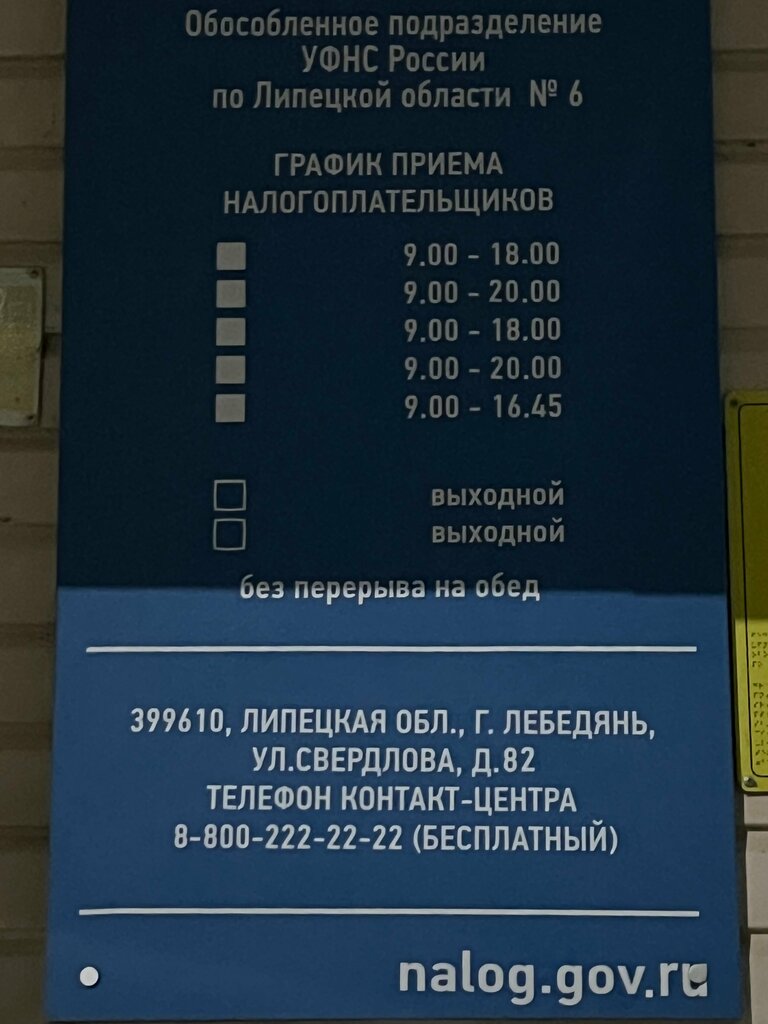 Обособленное подразделение
УФНС России
по Липецкой области № 6
ГРАФИК ПРИЕМА
НАЛОГОПЛАТЕЛЬЩИКОВ
9.00 - 18.00
9.00 - 20.00
9.00 - 18.00
9.00 - 20.00
9.00 - 16.45
выходной
выходной
без перерыва на обед
399610, ЛИПЕЦКАЯ ОБЛ., Г. ЛЕБЕДЯНЬ,
УЛ.СВЕРДЛОВА, Д.82
ТЕЛЕФОН КОНТАКТ-ЦЕНТРА
8-800-222-22-22 (БЕСПЛАТНЫЙ)
nalog.gov.ru